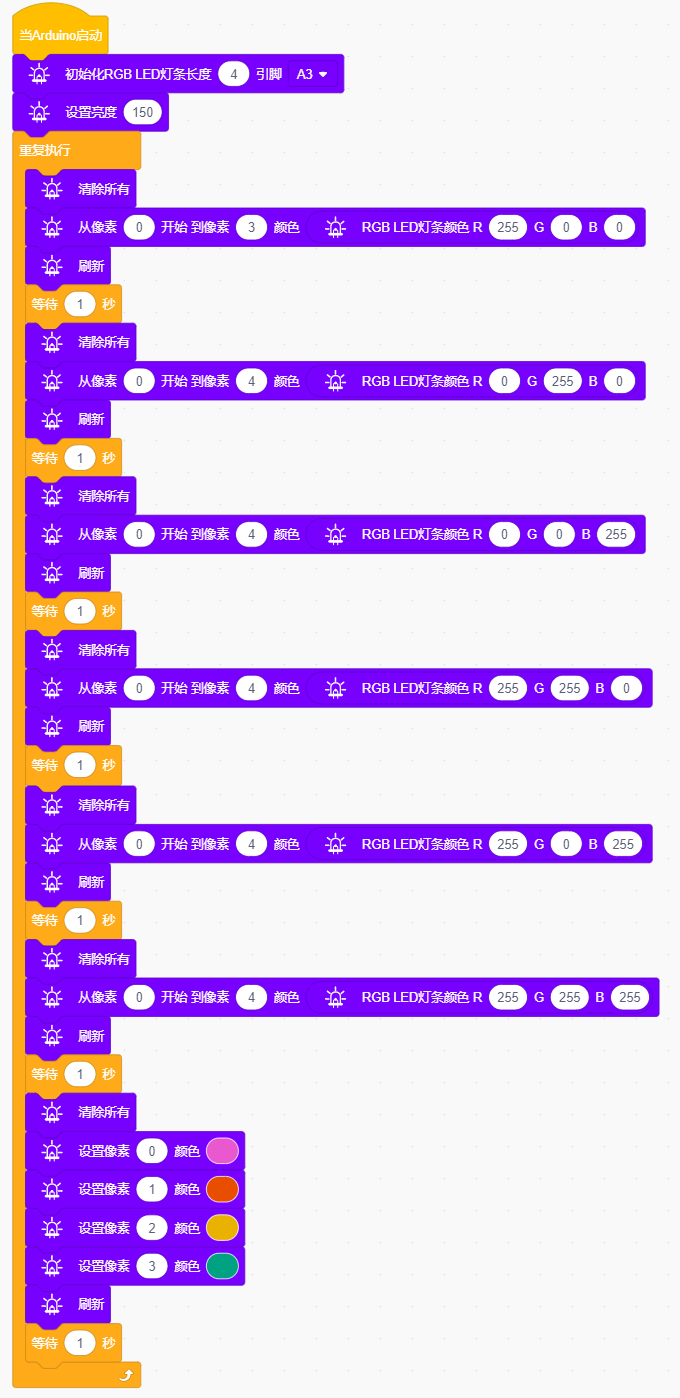 当Arduino启动
初始化RGB LED灯条长度 4 引脚 A3
设置亮度 150
重复执行
清除所有
从像素 0 开始 到像素 3 颜色 RGB LED灯条颜色 R 255 G 0 B 0
刷新
等待 1 秒
清除所有
从像素 0 开始 到像素 4 颜色 RGB LED灯条颜色 R 0 G 255 B 0
刷新
等待 1 秒
清除所有
从像素 0 开始 到像素 4 颜色 RGB LED灯条颜色 R 0 G 0 B 255
刷新
等待 1 秒
清除所有
从像素 0 开始 到像素 4 颜色 RGB LED灯条颜色 R 255 G 255 B 0
刷新
等待 1 秒
清除所有
从像素 0 开始 到像素 4 颜色 RGB LED灯条颜色 R 255 G 0 B 255
刷新
等待 1 秒
清除所有
从像素 0 开始 到像素 4 颜色 RGB LED灯条颜色 R 255 G 255 B 255
刷新
等待 1 秒
清除所有
设置像素 0 颜色
设置像素 1 颜色
设置像素 2 颜色
设置像素 3 颜色
刷新
等待 1 秒